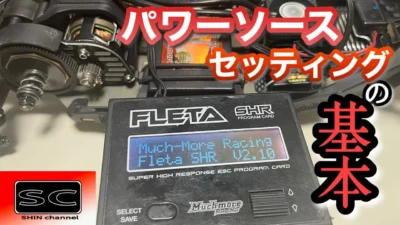 パワーソース
セッティング
の
基本
FLETA SHR
PROGRAM CARD
Much-More Racing
Fleta SHR V2.10
SUPER HIGH RESPONSE ESC PROGRAM CARD
SELECT
SAVE
Muchmore
SC
SHIN channel